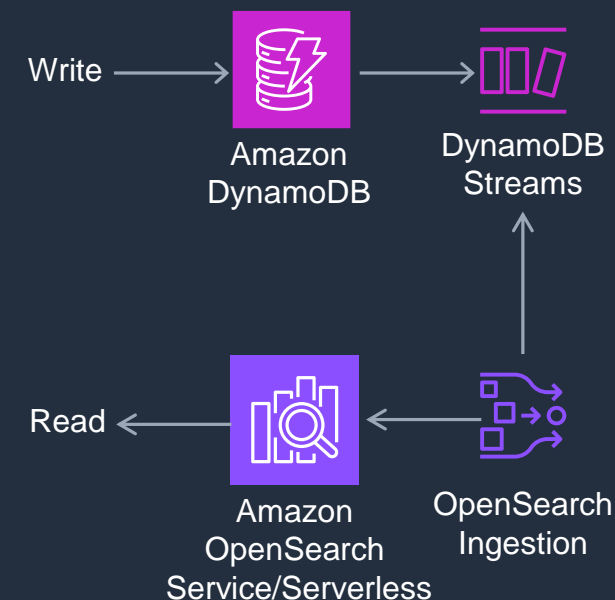 Write
Amazon
DynamoDB
DynamoDB
Streams
Read
Amazon
OpenSearch
Service/Serverless
OpenSearch
Ingestion